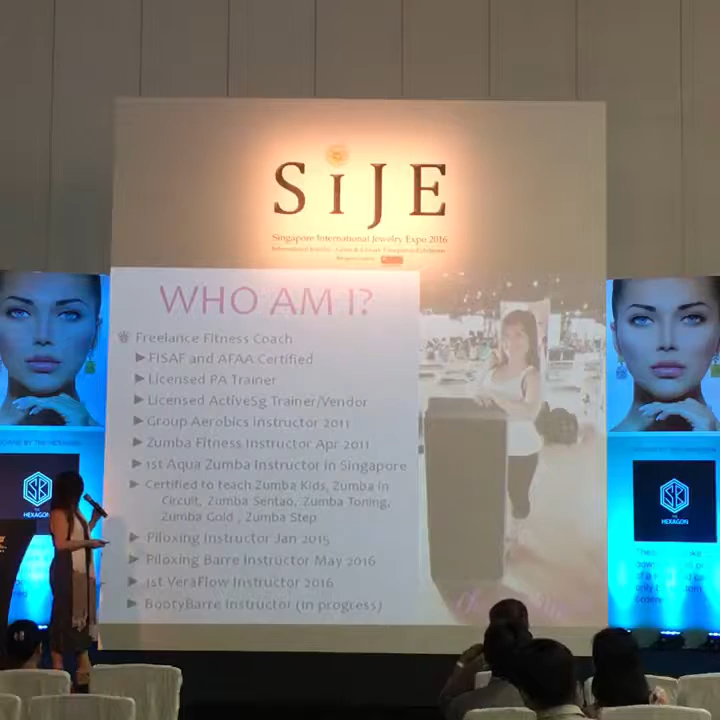 SiJE
Singapore International Jewelry Expo 2016
WHO AM I?
Freelance Fitness Coach
FISAF and AFAA Certified
Licensed PA Trainer
Licensed ActiveSg Trainer/Vendor
Group Aerobics Instructor 2011
Zumba Fitness Instructor Apr 2011
1st Aqua Zumba Instructor in Singapore
Certified to teach Zumba Kids, Zumba in
Circuit, Zumba Sentao, Zumba Toning,
Zumba Gold , Zumba Step
Piloxing Instructor Jan 2015
Piloxing Barre Instructor May 2016
1st VeraFlow Instructor 2016
BootyBarre Instructor (in progress)
THE
HEXAGON
THE
HEXAGON